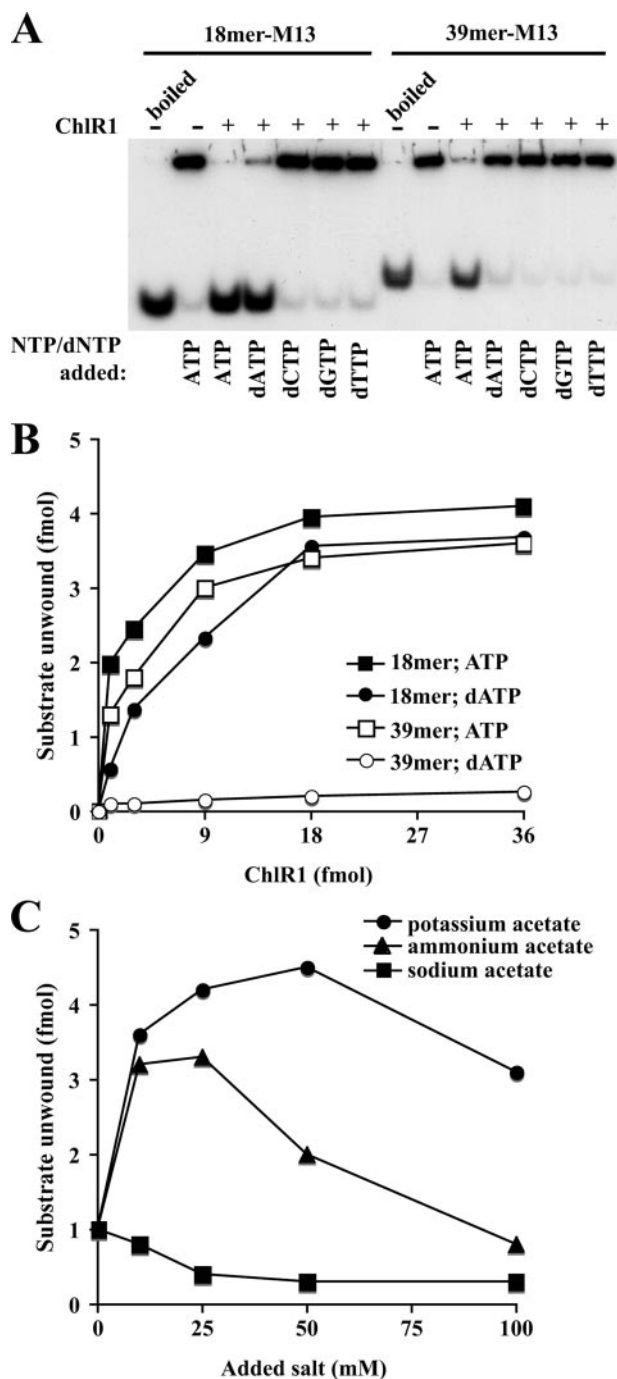 A
18mer-M13 39mer-M13
boiled boiled
ChlR1 - - + + + + + - - + + + + +
NTP/dNTP
added:
ATP ATP dATP dCTP dGTP dTTP ATP ATP dATP dCTP dGTP dTTP
B
Substrate unwound (fmol)
5
4
3
2
1
0
18mer; ATP
18mer; dATP
39mer; ATP
39mer; dATP
0 9 18 27 36
ChlR1 (fmol)
C
Substrate unwound (fmol)
potassium acetate
ammonium acetate
sodium acetate
5
4
3
2
1
0
0 25 50 75 100
Added salt (mM)